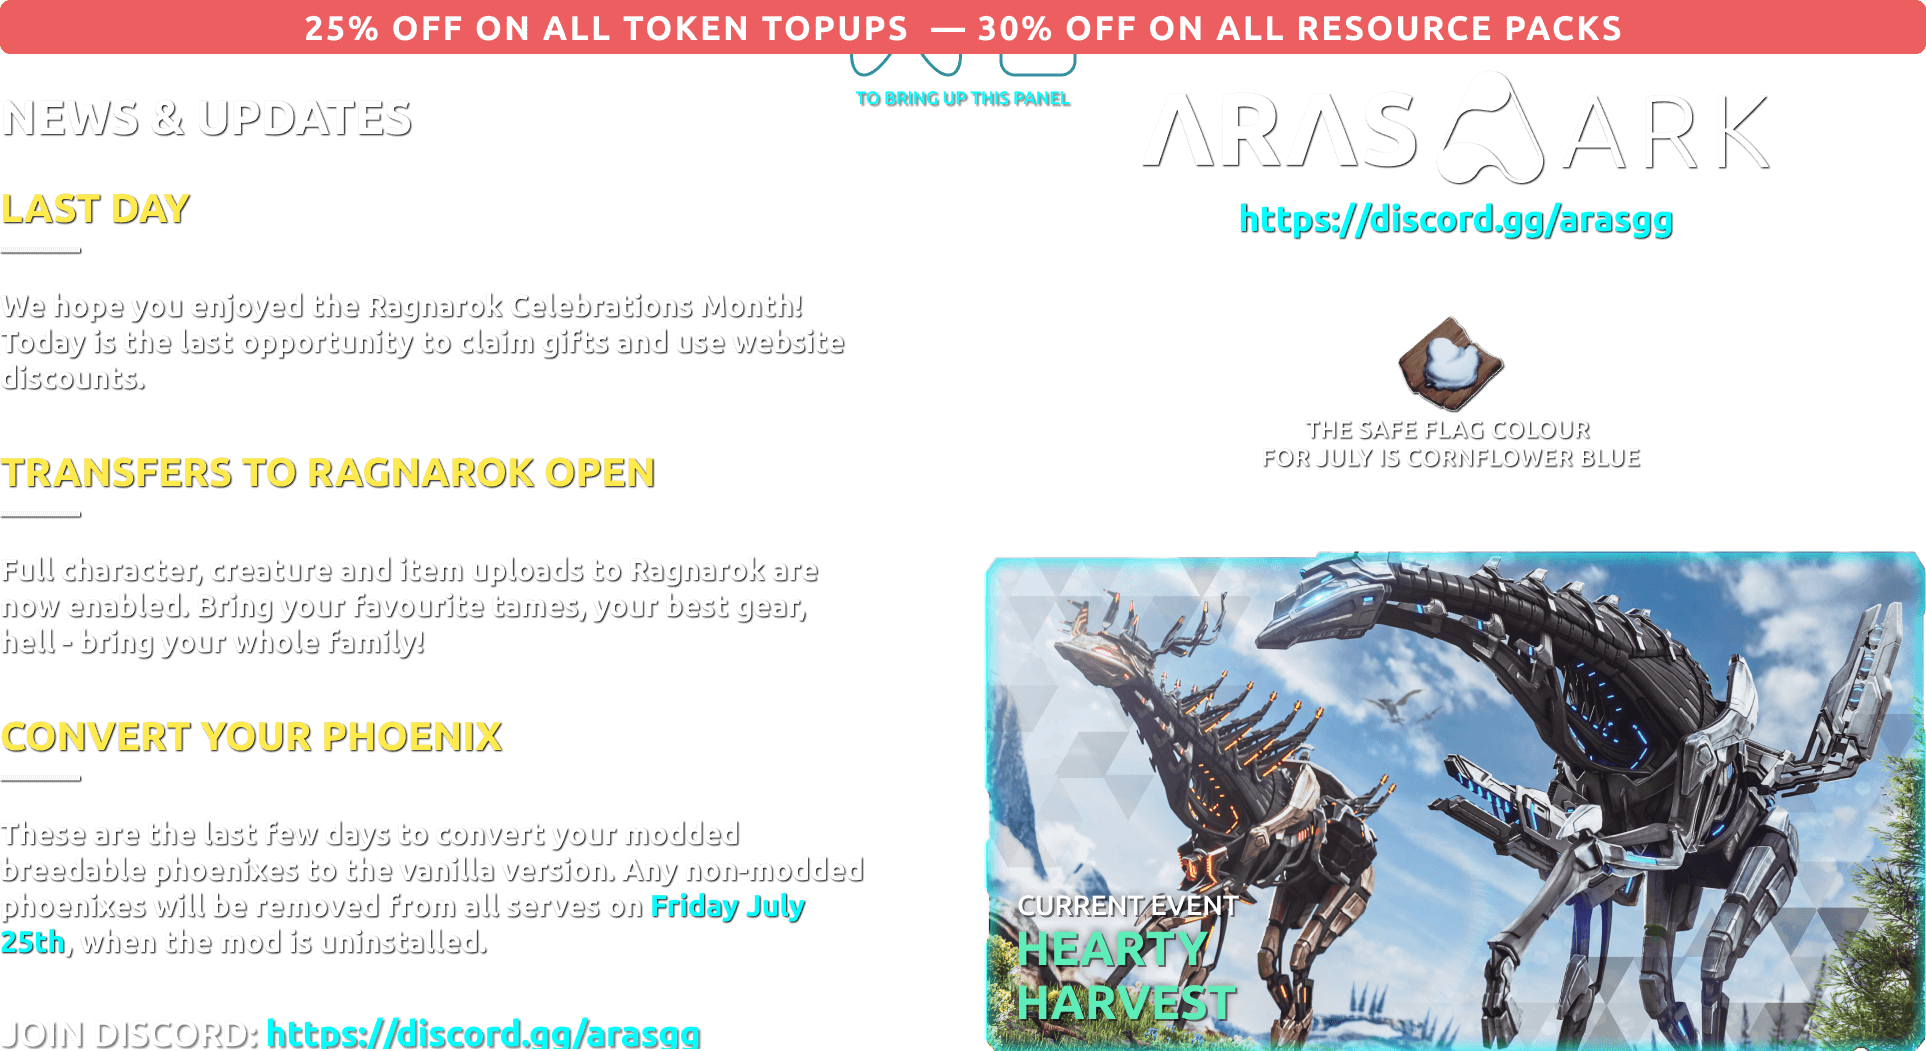 25% OFF ON ALL TOKEN TOPUPS — 30% OFF ON ALL RESOURCE PACKS
TO BRING UP THIS PANEL
NEWS & UPDATES
LAST DAY
We hope you enjoyed the Ragnarok Celebrations Month!
Today is the last opportunity to claim gifts and use website
discounts.
TRANSFERS TO RAGNAROK OPEN
Full character, creature and item uploads to Ragnarok are
now enabled. Bring your favourite tames, your best gear,
hell - bring your whole family!
CONVERT YOUR PHOENIX
These are the last few days to convert your modded
breedable phoenixes to the vanilla version. Any non-modded
phoenixes will be removed from all serves on Friday July
25th, when the mod is uninstalled.
JOIN DISCORD: https://discord.gg/arasgg
ARAS ARK
https://discord.gg/arasgg
THE SAFE FLAG COLOUR
FOR JULY IS CORNFLOWER BLUE
CURRENT EVENT
HEARTY
HARVEST